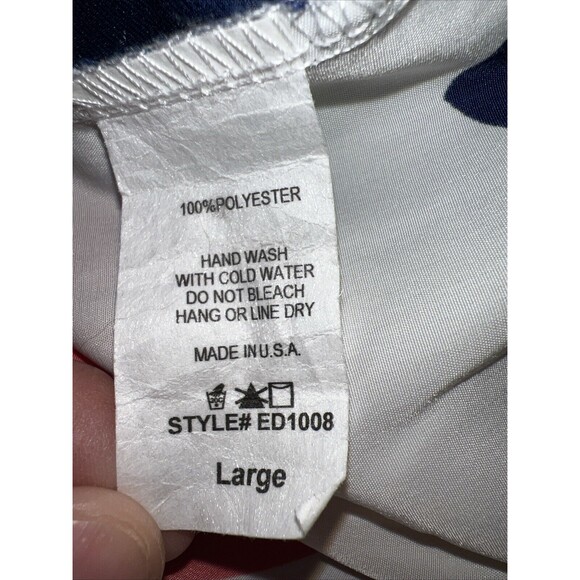 100%POLYESTER
HAND WASH
WITH COLD WATER
DO NOT BLEACH
HANG OR LINE DRY
MADE IN U.S.A.
STYLE# ED1008
Large